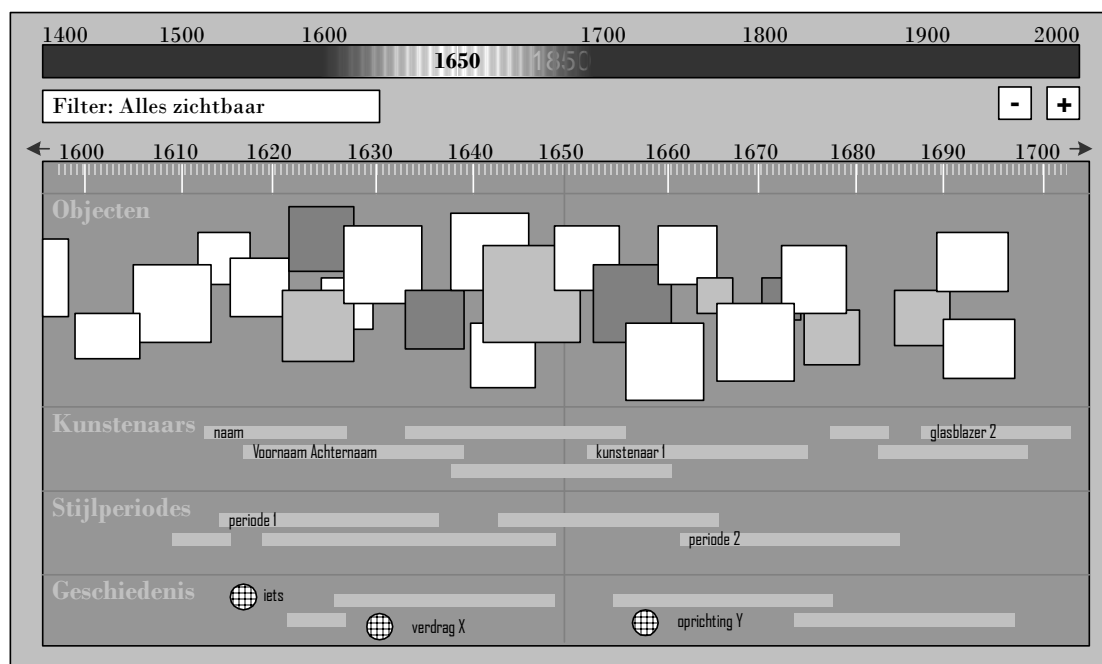 1400 1500 1600 1700 1800 1900 2000
1650 1850
Filter: Alles zichtbaar - +
1600 1610 1620 1630 1640 1650 1660 1670 1680 1690 1700
Objecten
Kunstenaars
naam glasblazer 2
Voornaam Achternaam kunstenaar 1
Stijlperiodes
periode 1
periode 2
Geschiedenis
iets
verdrag X oprichting Y